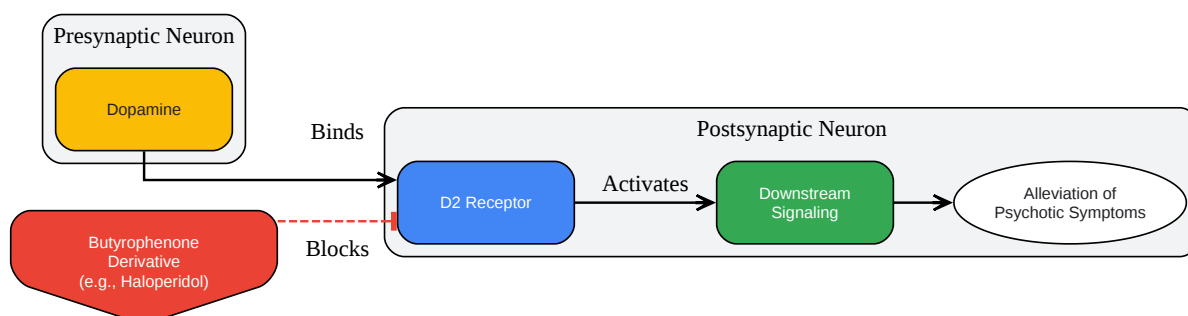 Presynaptic Neuron
Dopamine
Binds
Postsynaptic Neuron
D2 Receptor
Activates
Downstream
Signaling
Alleviation of
Psychotic Symptoms
Blocks
Butyrophenone
Derivative
(e.g., Haloperidol)